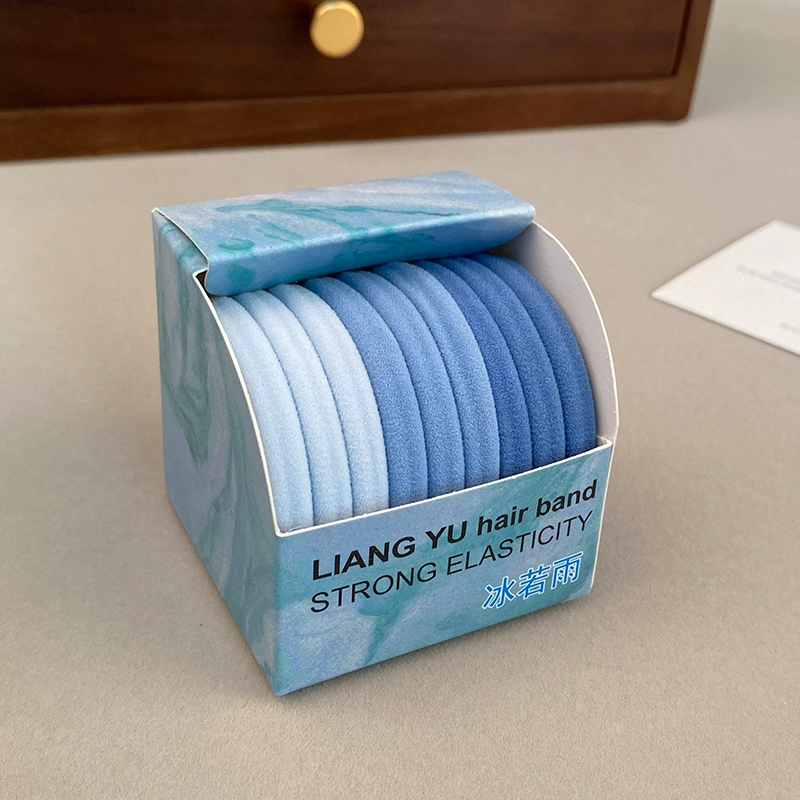 LIANG YU hair band
STRONG ELASTICITY
冰若雨